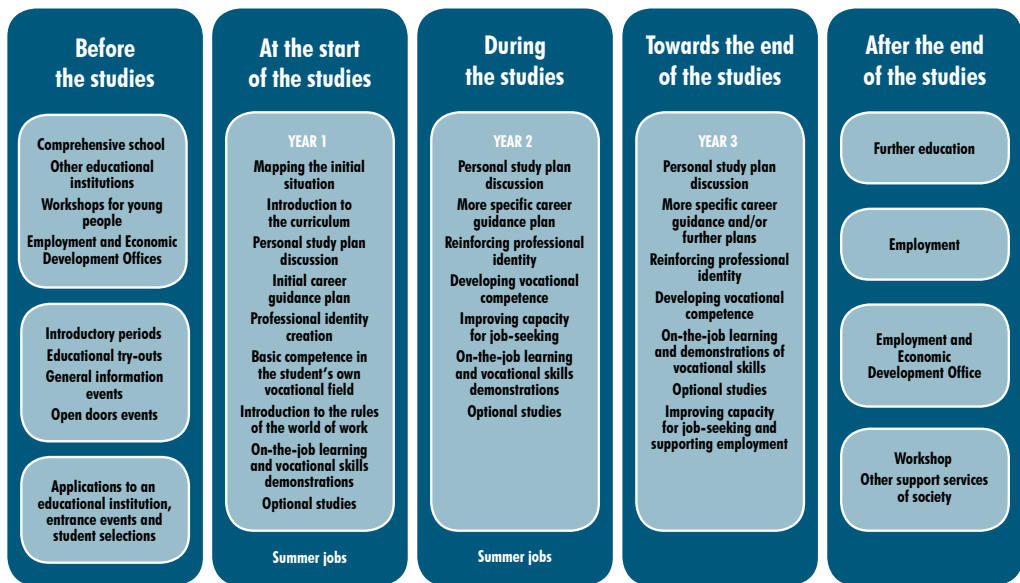 Before
the studies
Comprehensive school
Other educational
institutions
Workshops for young
people
Employment and Economic
Development Offices
Introductory periods
Educational try-outs
General information
events
Open doors events
Applications to an
educational institution,
entrance events and
student selections
At the start
of the studies
YEAR 1
Mapping the initial
situation
Introduction to
the curriculum
Personal study plan
discussion
Initial career
guidance plan
Professional identity
creation
Basic competence in
the student's own
vocational field
Introduction to the rules
of the world of work
On-the-job learning
and vocational skills
demonstrations
Optional studies
Summer jobs
During
the studies
YEAR 2
Personal study plan
discussion
More specific career
guidance plan
Reinforcing professional
identity
Developing vocational
competence
Improving capacity
for job-seeking
On-the-job learning
and vocational skills
demonstrations
Optional studies
Summer jobs
Towards the end
of the studies
YEAR 3
Personal study plan
discussion
More specific career
guidance and/or
further plans
Reinforcing professional
identity
Developing vocational
competence
On-the-job learning
and demonstrations of
vocational skills
Optional studies
Improving capacity
for job-seeking and
supporting employment
After the end
of the studies
Further education
Employment
Employment and
Economic
Development Office
Workshop
Other support services
of society